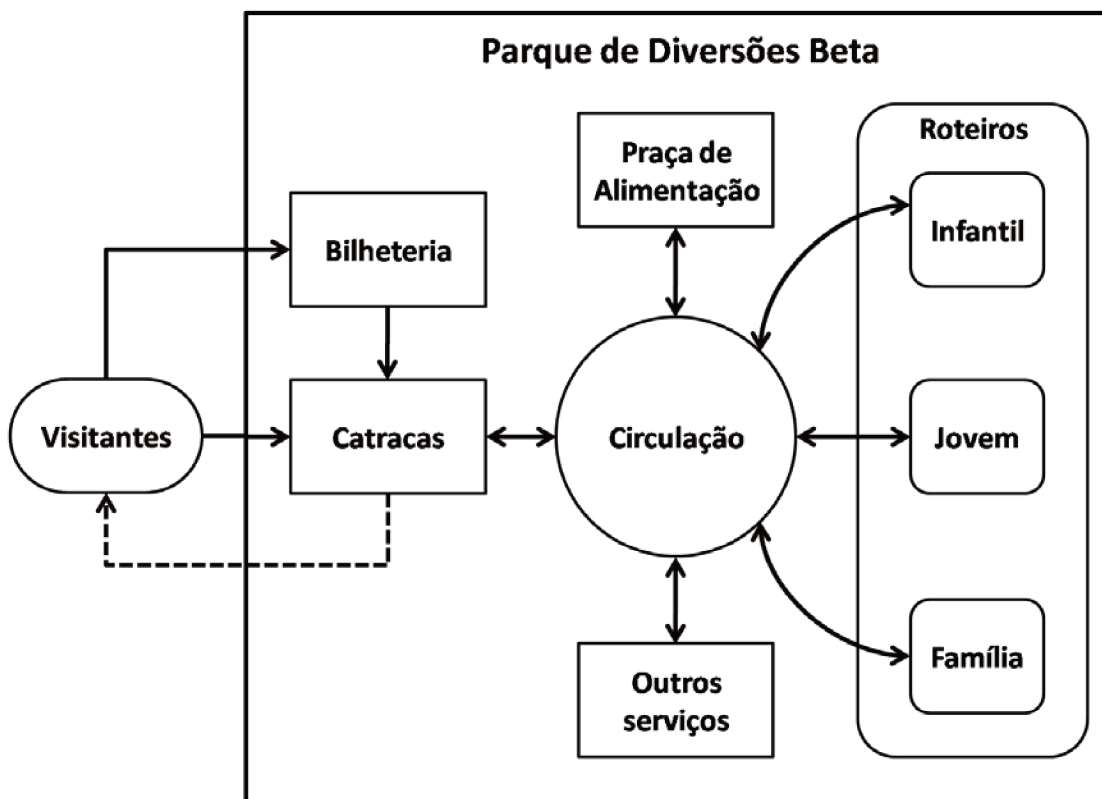 Parque de Diversões Beta
Roteiros
Praça de
Alimentação
Infantil
Bilheteria
Visitantes
Catracas
Circulação
Jovem
Família
Outros
serviços